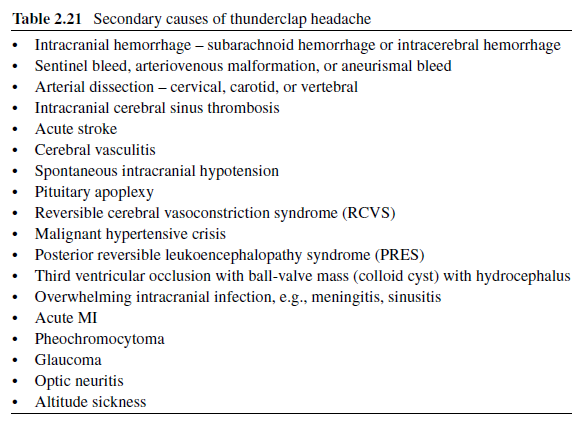 Table 2.21 Secondary causes of thunderclap headache
• Intracranial hemorrhage – subarachnoid hemorrhage or intracerebral hemorrhage
• Sentinel bleed, arteriovenous malformation, or aneurismal bleed
• Arterial dissection – cervical, carotid, or vertebral
• Intracranial cerebral sinus thrombosis
• Acute stroke
• Cerebral vasculitis
• Spontaneous intracranial hypotension
• Pituitary apoplexy
• Reversible cerebral vasoconstriction syndrome (RCVS)
• Malignant hypertensive crisis
• Posterior reversible leukoencephalopathy syndrome (PRES)
• Third ventricular occlusion with ball-valve mass (colloid cyst) with hydrocephalus
• Overwhelming intracranial infection, e.g., meningitis, sinusitis
• Acute MI
• Pheochromocytoma
• Glaucoma
• Optic neuritis
• Altitude sickness